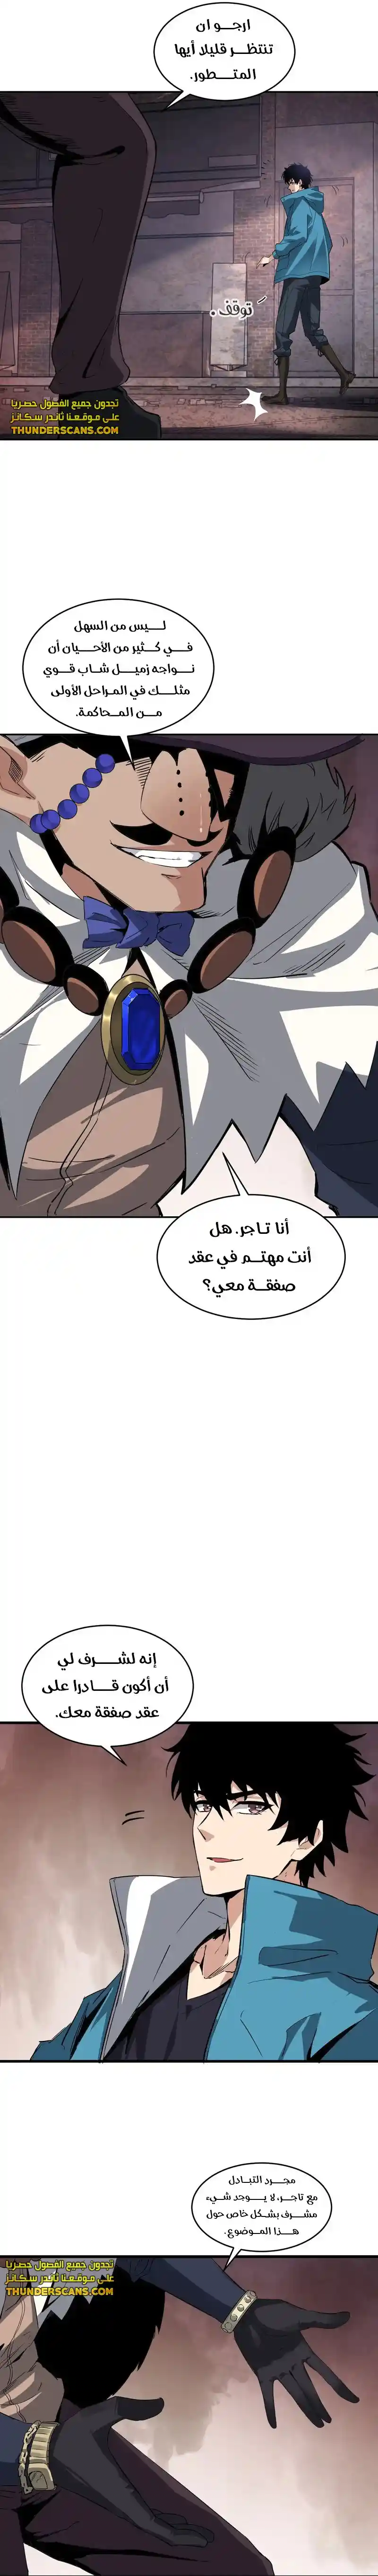 ارجو ان
تنتظر قليلا أيها
المتطور.
توقف.
تجدون جميع الفصول حصريا
على موقعنا ثاندر سكانز
THUNDERSCANS.COM
ليس من السهل
في كثير من الأحيان أن
نواجه زميل شاب قوي
مثلك في المراحل الأولى
من المحاكمة.
أنا تاجر. هل
أنت مهتم في عقد
صفقة معي؟
إنه لشرف لي
أن أكون قادرا على
عقد صفقة معك.
مجرد التبادل
مع تاجر، لا يوجد شيء
مشرف بشكل خاص حول
هذا الموضوع.
تجدون جميع الفصول حصريا
على موقعنا ثاندر سكانز
THUNDERSCANS.COM